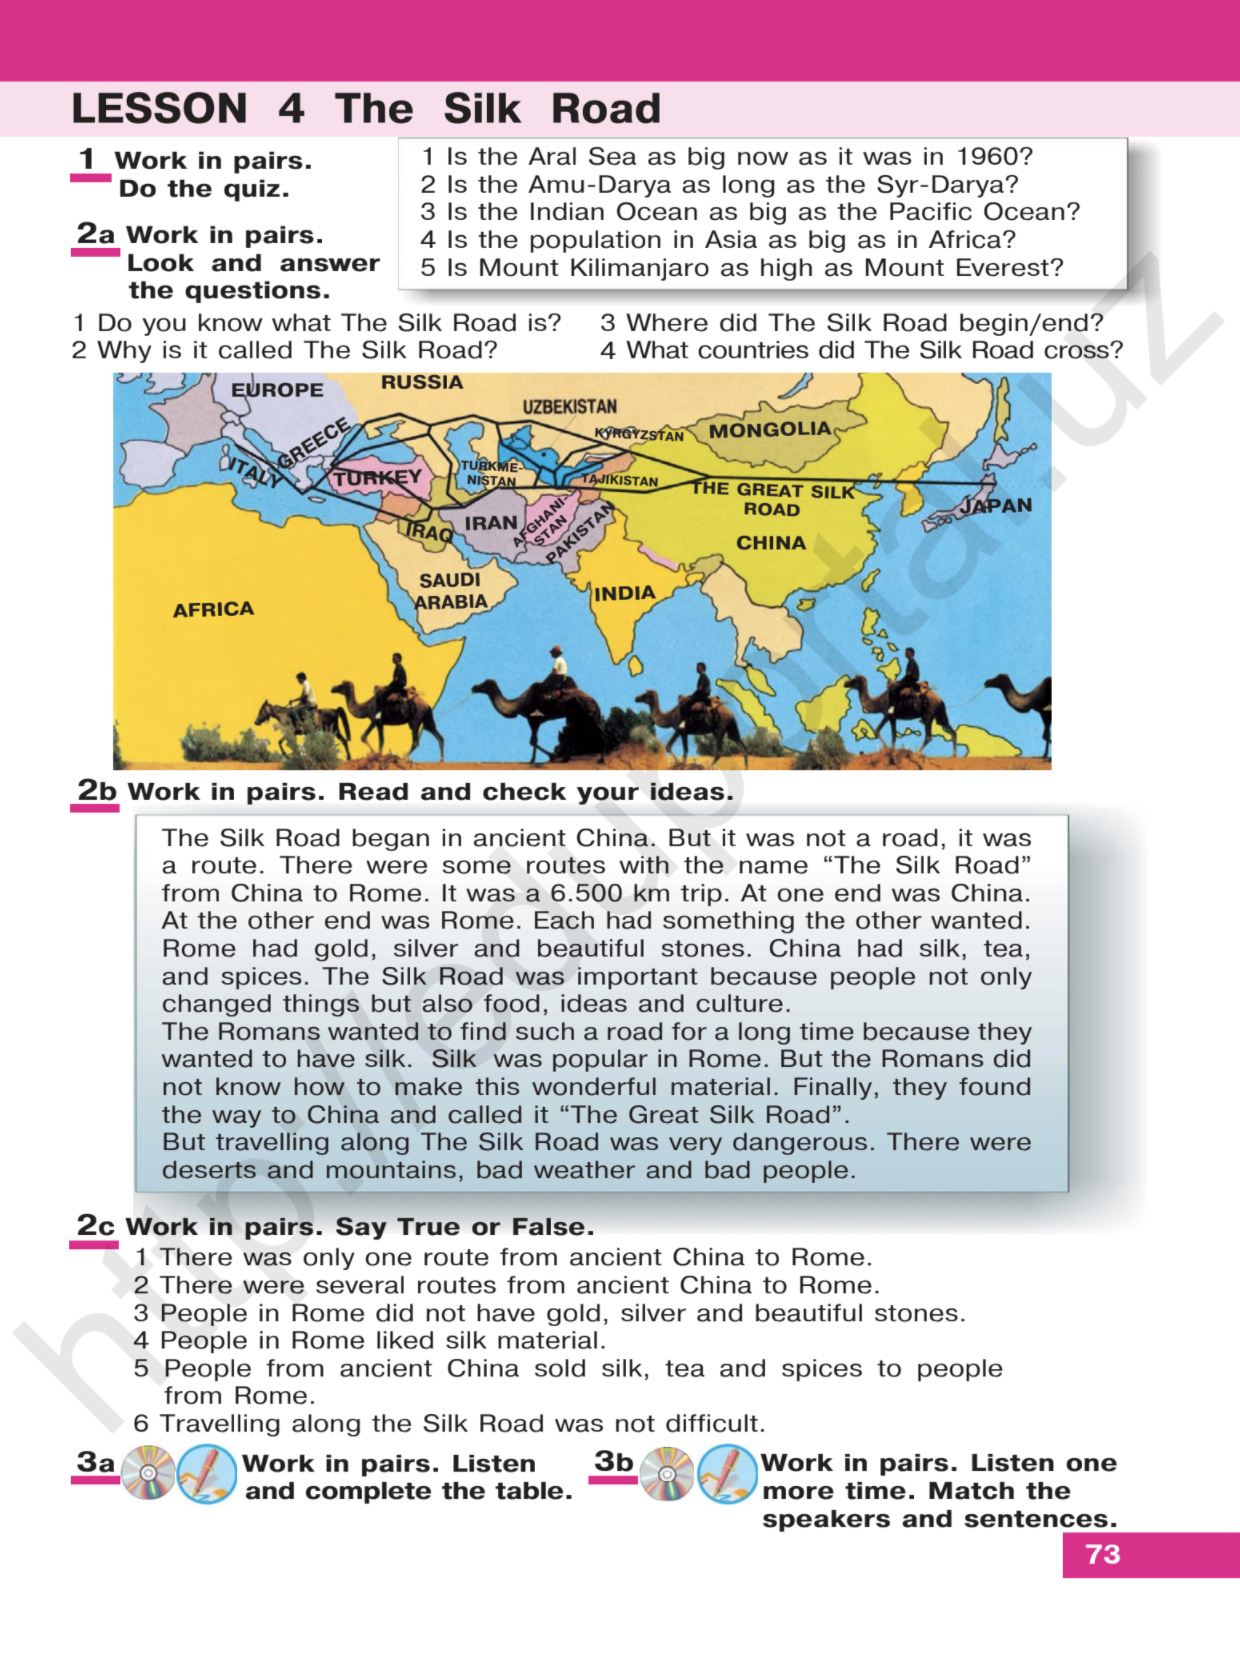 LESSON 4 The Silk Road
1 Work in pairs.
Do the quiz.
1 Is the Aral Sea as big now as it was in 1960?
2 Is the Amu-Darya as long as the Syr-Darya?
3 Is the Indian Ocean as big as the Pacific Ocean?
4 Is the population in Asia as big as in Africa?
5 Is Mount Kilimanjaro as high as Mount Everest?
2a Work in pairs.
Look and answer
the questions.
1 Do you know what The Silk Road is?
2 Why is it called The Silk Road?
3 Where did The Silk Road begin/end?
4 What countries did The Silk Road cross?
EUROPE
RUSSIA
UZBEKISTAN
KYRGYZSTAN
MONGOLIA
GREECE
ITALY
TURKEY
TURKME-
NISTAN
TAJIKISTAN
THE GREAT SILK
ROAD
JAPAN
IRAQ
IRAN
AFGHANI-
STAN
PAKISTAN
CHINA
SAUDI
ARABIA
INDIA
AFRICA
2b Work in pairs. Read and check your ideas.
The Silk Road began in ancient China. But it was not a road, it was
a route. There were some routes with the name “The Silk Road”
from China to Rome. It was a 6.500 km trip. At one end was China.
At the other end was Rome. Each had something the other wanted.
Rome had gold, silver and beautiful stones. China had silk, tea,
and spices. The Silk Road was important because people not only
changed things but also food, ideas and culture.
The Romans wanted to find such a road for a long time because they
wanted to have silk. Silk was popular in Rome. But the Romans did
not know how to make this wonderful material. Finally, they found
the way to China and called it “The Great Silk Road”.
But travelling along The Silk Road was very dangerous. There were
deserts and mountains, bad weather and bad people.
2c Work in pairs. Say True or False.
1 There was only one route from ancient China to Rome.
2 There were several routes from ancient China to Rome.
3 People in Rome did not have gold, silver and beautiful stones.
4 People in Rome liked silk material.
5 People from ancient China sold silk, tea and spices to people
from Rome.
6 Travelling along the Silk Road was not difficult.
3a Work in pairs. Listen
and complete the table.
3b Work in pairs. Listen one
more time. Match the
speakers and sentences.
73
http://eduportal.uz